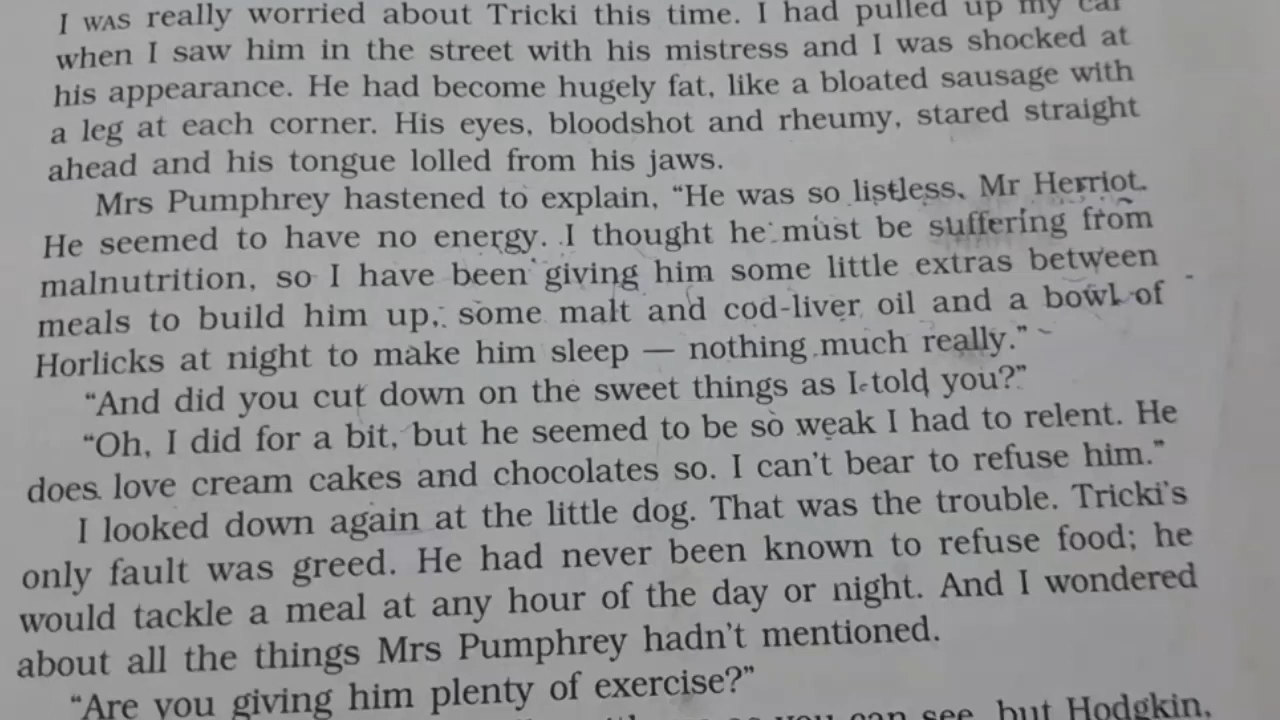 I WAS really worried about Tricki this time. I had pulled up my car
when I saw him in the street with his mistress and I was shocked at
his appearance. He had become hugely fat, like a bloated sausage with
a leg at each corner. His eyes, bloodshot and rheumy, stared straight
ahead and his tongue lolled from his jaws.
Mrs Pumphrey hastened to explain, “He was so listless, Mr Herriot.
He seemed to have no energy. I thought he must be suffering from
malnutrition, so I have been giving him some little extras between
meals to build him up, some malt and cod-liver oil and a bowl of
Horlicks at night to make him sleep — nothing much really.”
“And did you cut down on the sweet things as I told you?”
“Oh, I did for a bit, but he seemed to be so weak I had to relent. He
does love cream cakes and chocolates so. I can’t bear to refuse him.”
I looked down again at the little dog. That was the trouble. Tricki’s
only fault was greed. He had never been known to refuse food; he
would tackle a meal at any hour of the day or night. And I wondered
about all the things Mrs Pumphrey hadn’t mentioned.
“Are you giving him plenty of exercise?”
you can see, but Hodgkin,